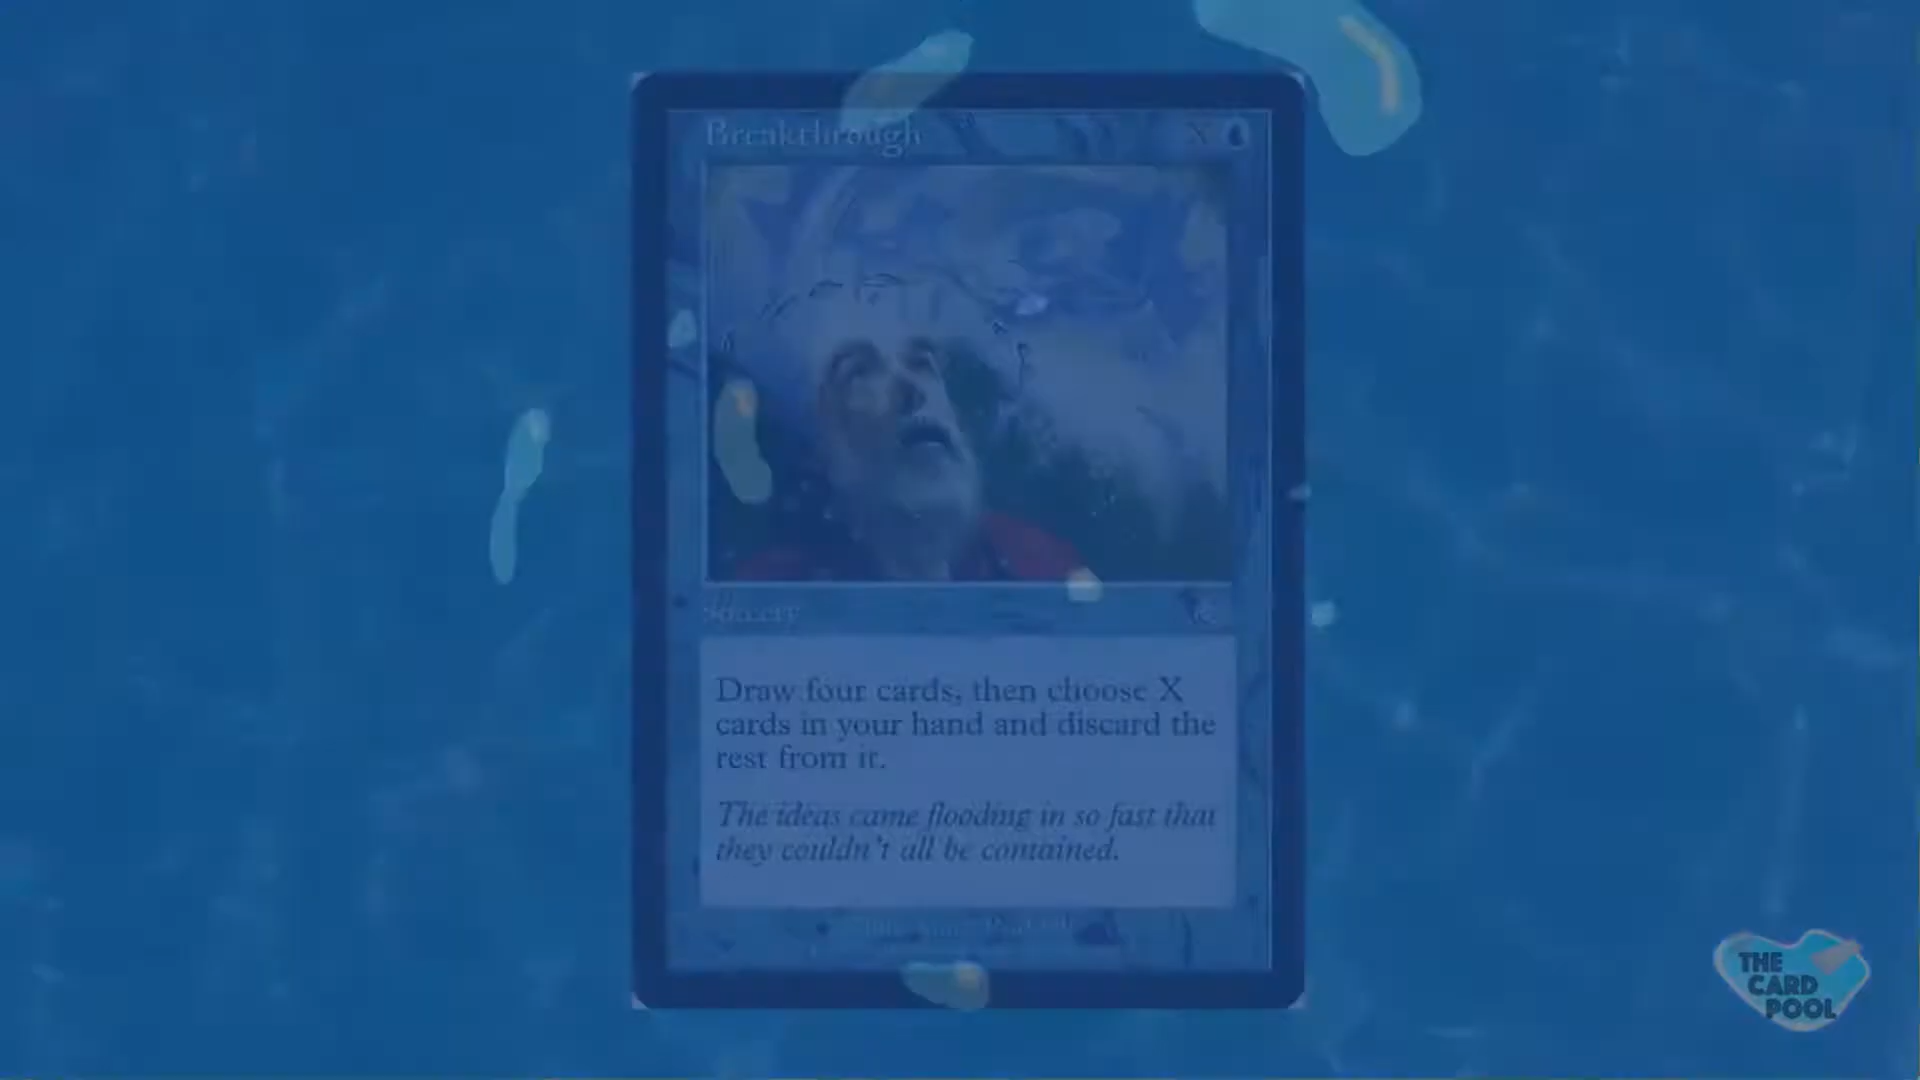 Breakthrough X
Sorcery
Draw four cards, then choose X
cards in your hand and discard the
rest from it.
The ideas came flooding in so fast that
they couldn't all be contained.
THE
CARD
POOL